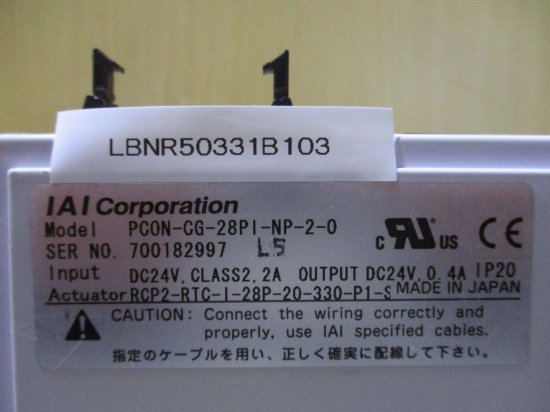 LBNR50331B103
IAI Corporation
Model PCON-CG-28PI-NP-2-0
SER NO. 700182997 L5
c RU US CE
Input DC24V, CLASS2, 2A OUTPUT DC24V, 0.4A IP20
Actuator RCP2-RTC-I-28P-20-330-P1-S MADE IN JAPAN
CAUTION: Connect the wiring correctly and
properly, use IAI specified cables.
指定のケーブルを用い、正しく確実に配線して下さい。